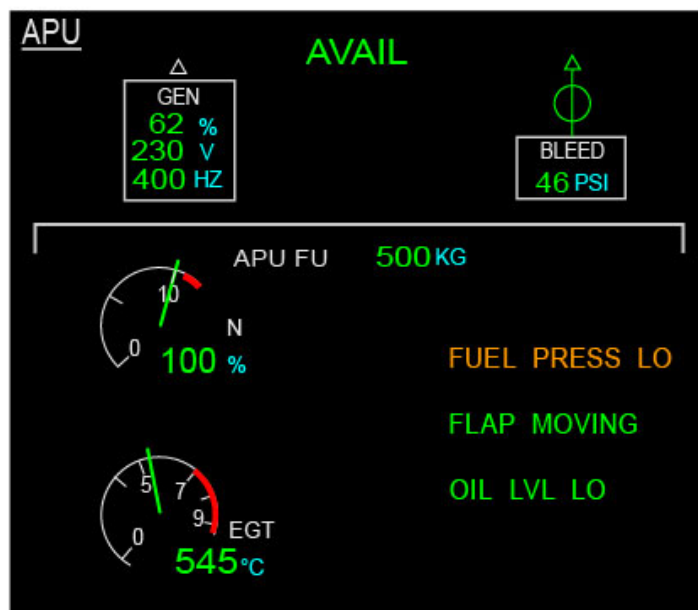 APU
AVAIL
GEN
62 %
230 V
400 HZ
BLEED
46 PSI
APU FU 500 KG
10
0
N
100 %
FUEL PRESS LO
FLAP MOVING
OIL LVL LO
5
7
9
0
EGT
545 °C